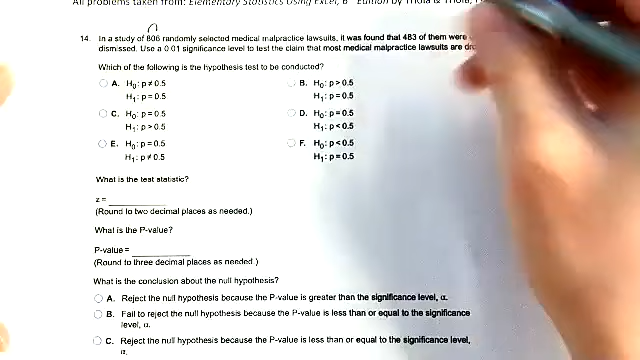 All problems taken from: Elementary Statistics Using Excel, 6 Edition by Triola & Triola,
n
14. In a study of 806 randomly selected medical malpractice lawsuits, it was found that 483 of them were
dismissed. Use a 0.01 significance level to test the claim that most medical malpractice lawsuits are
Which of the following is the hypothesis test to be conducted?
A. H0: p ≠ 0.5
H1: p = 0.5
B. H0: p > 0.5
H1: p = 0.5
C. H0: p = 0.5
H1: p > 0.5
D. H0: p = 0.5
H1: p < 0.5
E. H0: p = 0.5
H1: p ≠ 0.5
F. H0: p < 0.5
H1: p = 0.5
What is the test statistic?
z =
(Round to two decimal places as needed.)
What is the P-value?
P-value =
(Round to three decimal places as needed.)
What is the conclusion about the null hypothesis?
A. Reject the null hypothesis because the P-value is greater than the significance level, α.
B. Fail to reject the null hypothesis because the P-value is less than or equal to the significance
level, α.
C. Reject the null hypothesis because the P-value is less than or equal to the significance level,
α.